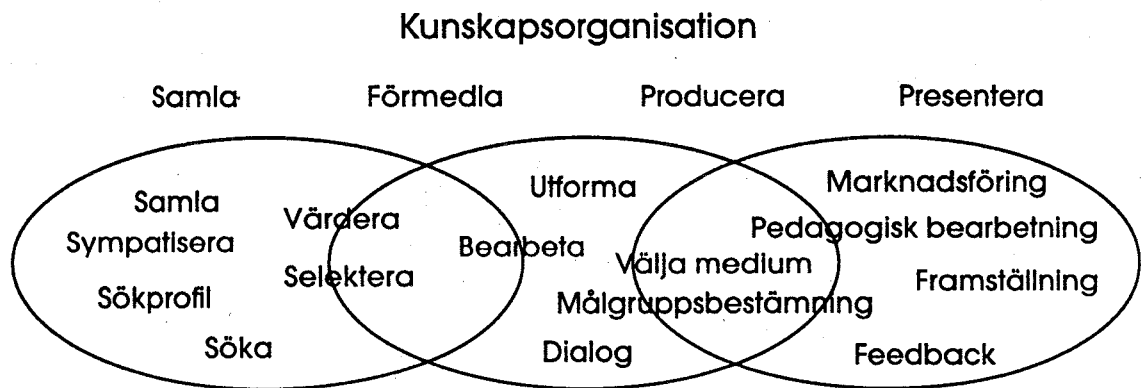 Kunskapsorganisation
Samla Förmedla Producera Presentera
Samla
Sympatisera
Sökprofil
Söka
Värdera
Selektera
Bearbeta
Utforma
Välja medium
Målgruppsbestämning
Dialog
Marknadsföring
Pedagogisk bearbetning
Framställning
Feedback